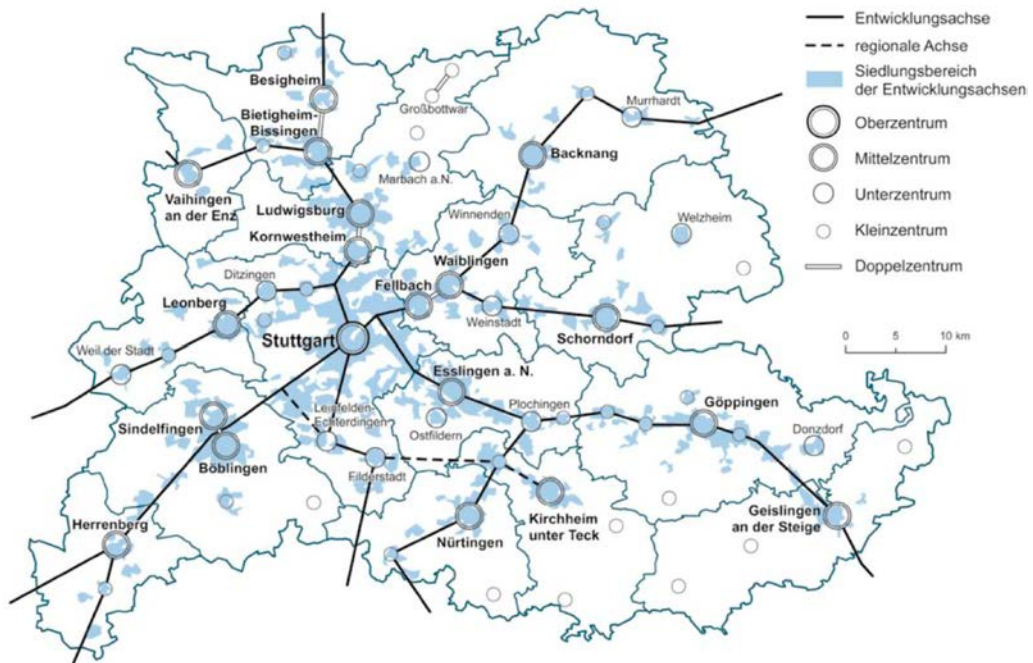 Entwicklungsachse
regionale Achse
Siedlungsbereich
der Entwicklungsachsen
Oberzentrum
Mittelzentrum
Unterzentrum
Kleinzentrum
Doppelzentrum
0 5 10 km
Besigheim
Großbottwar
Murrhardt
Bietigheim-
Bissingen
Backnang
Marbach a.N.
Vaihingen
an der Enz
Ludwigsburg
Winnenden
Welzheim
Kornwestheim
Waiblingen
Ditzingen
Fellbach
Leonberg
Weinstadt
Stuttgart
Schorndorf
Weil der Stadt
Esslingen a. N.
Göppingen
Leinfelden-
Echterdingen
Plochingen
Sindelfingen
Ostfildern
Donzdorf
Böblingen
Filderstadt
Geislingen
an der Steige
Kirchheim
unter Teck
Herrenberg
Nürtingen